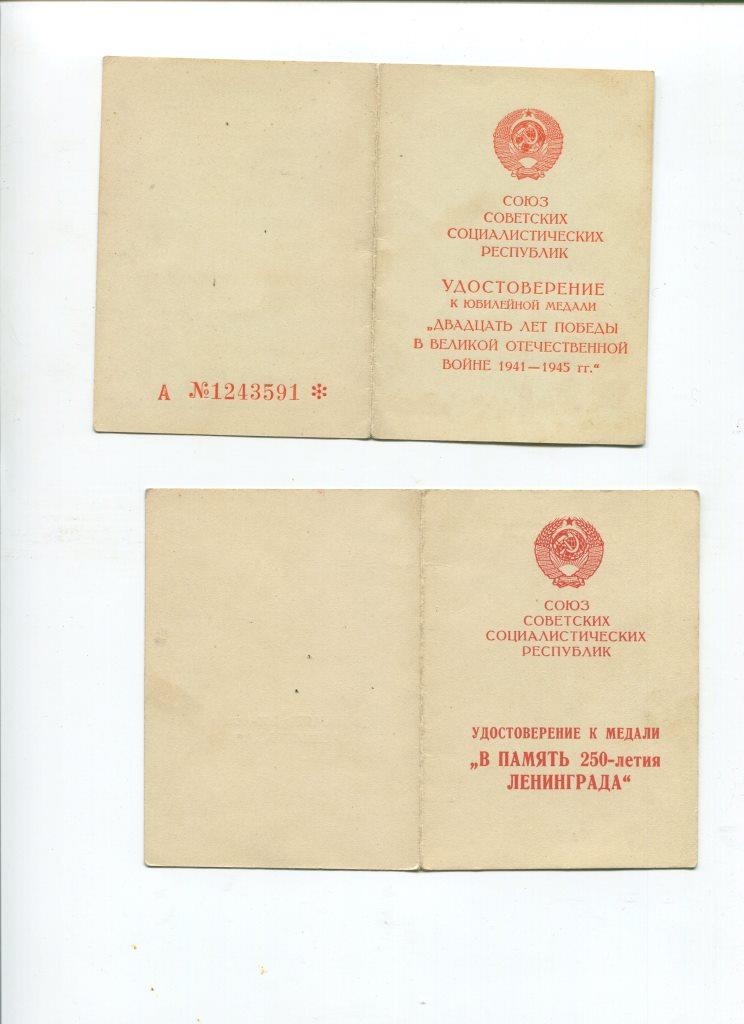 СОЮЗ
СОВЕТСКИХ
СОЦИАЛИСТИЧЕСКИХ
РЕСПУБЛИК
УДОСТОВЕРЕНИЕ
К ЮБИЛЕЙНОЙ МЕДАЛИ
„ДВАДЦАТЬ ЛЕТ ПОБЕДЫ
В ВЕЛИКОЙ ОТЕЧЕСТВЕННОЙ
ВОЙНЕ 1941—1945 гг.“
А №1243591 ✻
СОЮЗ
СОВЕТСКИХ
СОЦИАЛИСТИЧЕСКИХ
РЕСПУБЛИК
УДОСТОВЕРЕНИЕ К МЕДАЛИ
„В ПАМЯТЬ 250-летия
ЛЕНИНГРАДА“